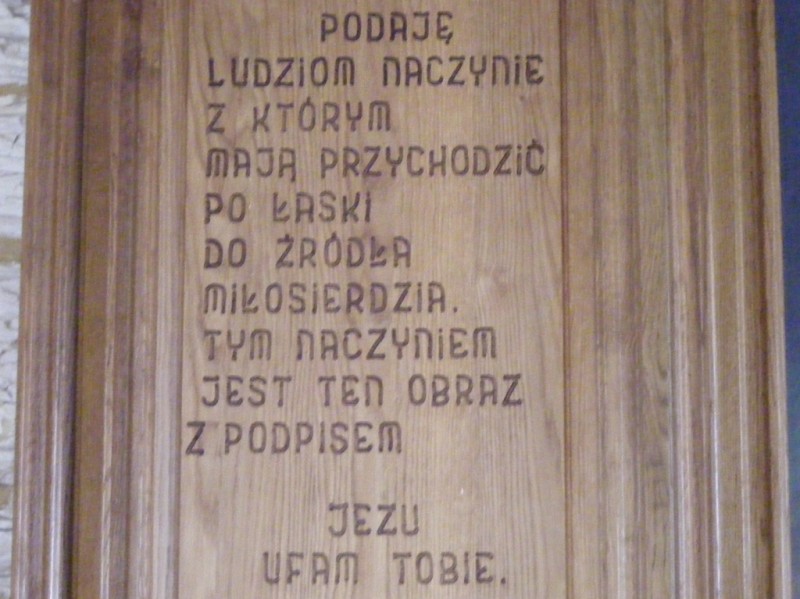 PODAJĘ
LUDZIOM NACZYNIE
Z KTÓRYM
MAJĄ PRZYCHODZIĆ
PO ŁASKI
DO ŹRÓDŁA
MIŁOSIERDZIA.
TYM NACZYNIEM
JEST TEN OBRAZ
Z PODPISEM
JEZU
UFAM TOBIE.